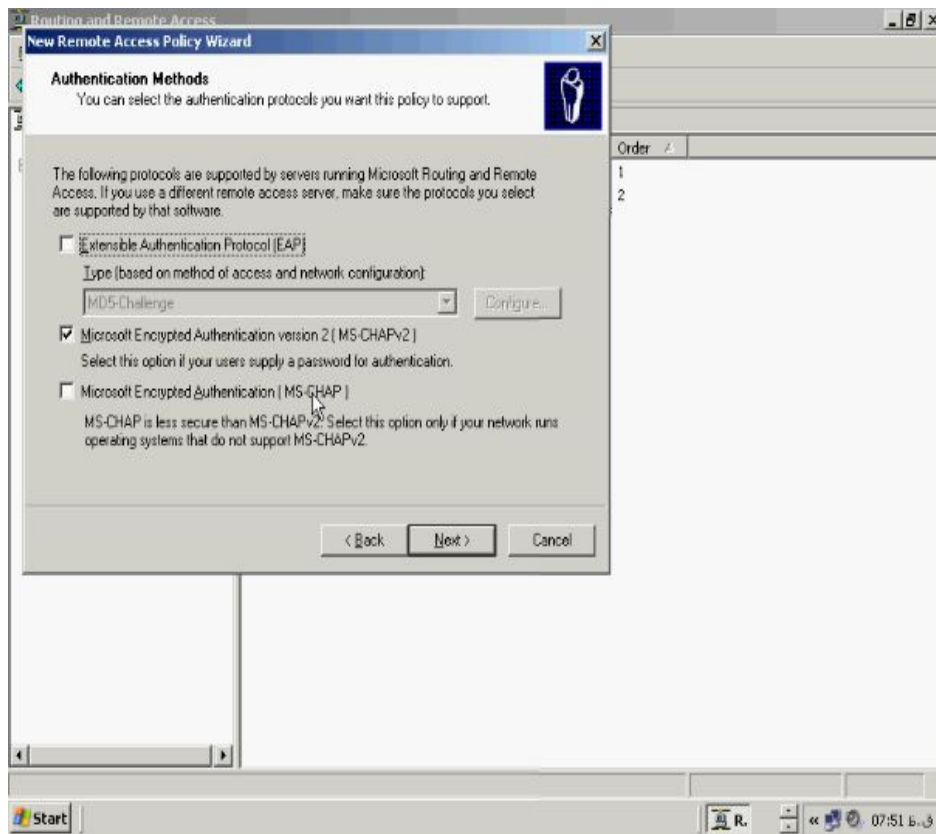 Routing and Remote Access
New Remote Access Policy Wizard
Authentication Methods
You can select the authentication protocols you want this policy to support.
Order
1
2
The following protocols are supported by servers running Microsoft Routing and Remote
Access. If you use a different remote access server, make sure the protocols you select
are supported by that software.
Extensible Authentication Protocol (EAP)
Type (based on method of access and network configuration):
MD5-Challenge
Configure...
Microsoft Encrypted Authentication version 2 ( MS-CHAPv2 )
Select this option if your users supply a password for authentication.
Microsoft Encrypted Authentication ( MS-CHAP )
MS-CHAP is less secure than MS-CHAPv2. Select this option only if your network runs
operating systems that do not support MS-CHAPv2.
< Back
Next >
Cancel
Start
R.
07:51 ق.ظ